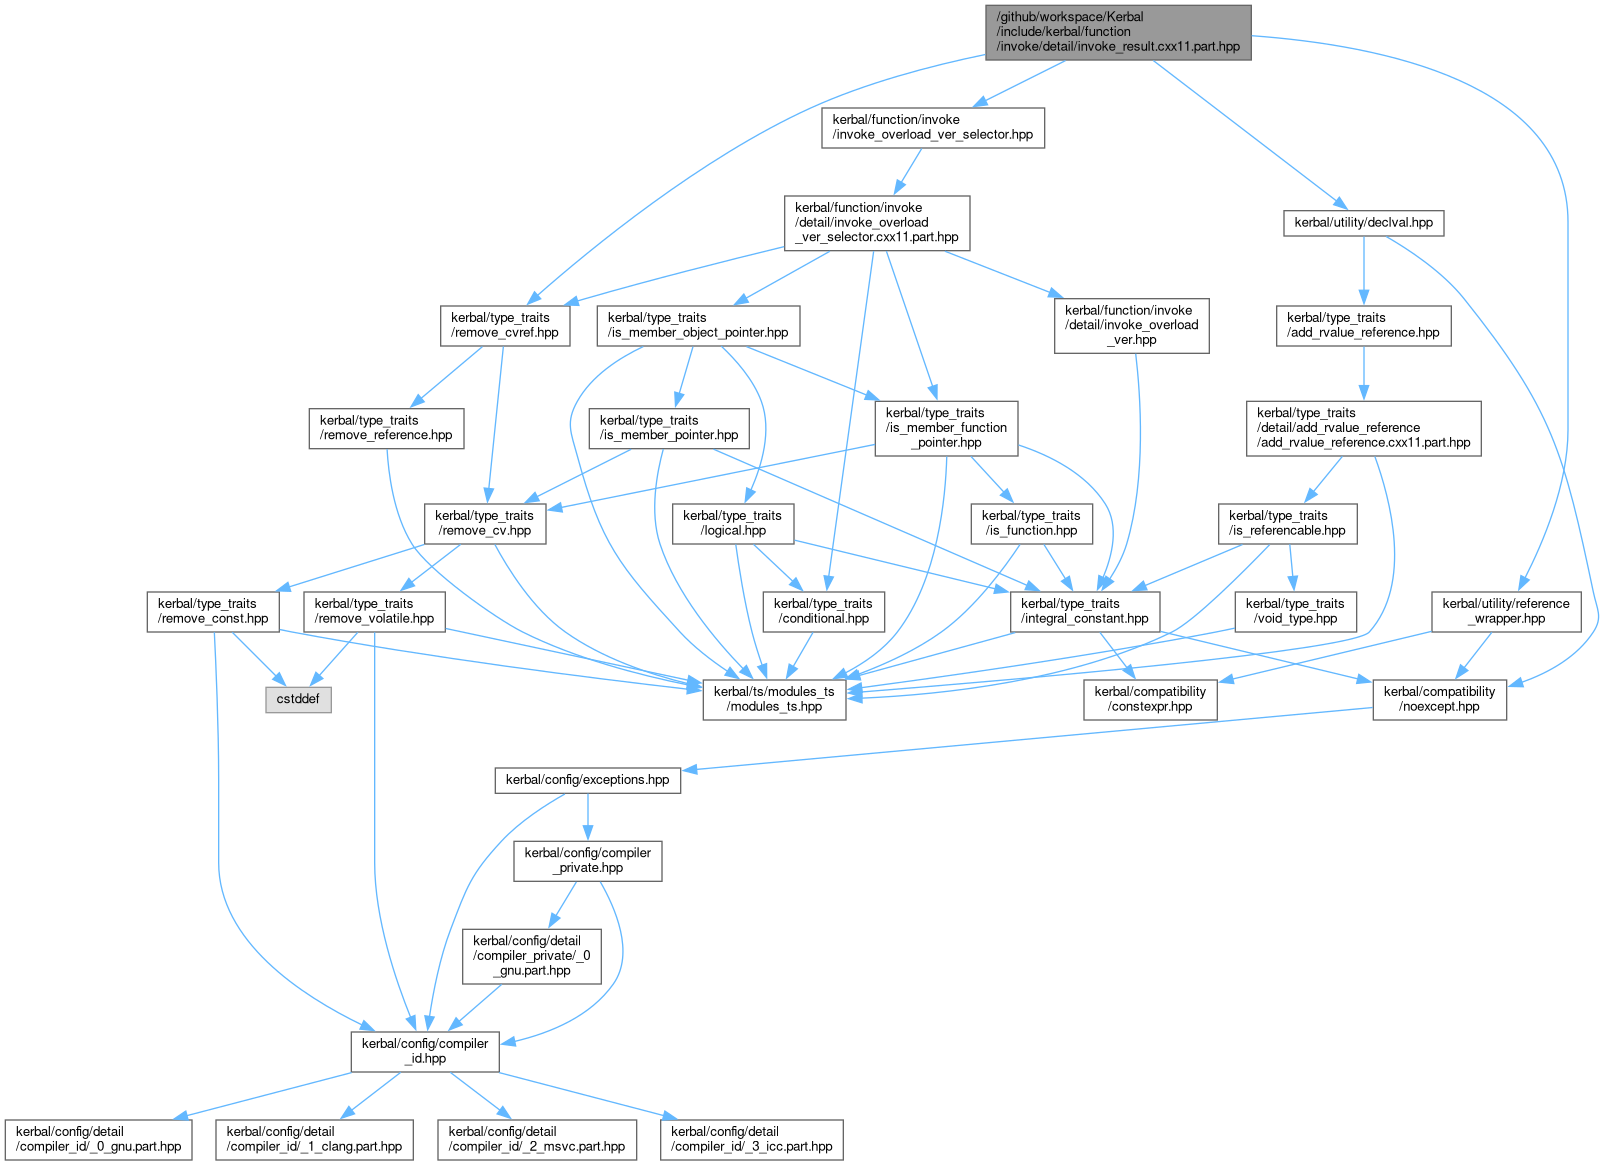 /github/workspace/Kerbal
/include/kerbal/function
/invoke/detail/invoke_result.cxx11.part.hpp
kerbal/function/invoke
/invoke_overload_ver_selector.hpp
kerbal/function/invoke
/detail/invoke_overload
_ver_selector.cxx11.part.hpp
kerbal/utility/declval.hpp
kerbal/type_traits
/remove_cvref.hpp
kerbal/type_traits
/is_member_object_pointer.hpp
kerbal/function/invoke
/detail/invoke_overload
_ver.hpp
kerbal/type_traits
/add_rvalue_reference.hpp
kerbal/type_traits
/remove_reference.hpp
kerbal/type_traits
/is_member_pointer.hpp
kerbal/type_traits
/is_member_function
_pointer.hpp
kerbal/type_traits
/detail/add_rvalue_reference
/add_rvalue_reference.cxx11.part.hpp
kerbal/type_traits
/remove_cv.hpp
kerbal/type_traits
/logical.hpp
kerbal/type_traits
/is_function.hpp
kerbal/type_traits
/is_referencable.hpp
kerbal/type_traits
/remove_const.hpp
kerbal/type_traits
/remove_volatile.hpp
kerbal/type_traits
/conditional.hpp
kerbal/type_traits
/integral_constant.hpp
kerbal/type_traits
/void_type.hpp
kerbal/utility/reference
_wrapper.hpp
cstddef
kerbal/ts/modules_ts
/modules_ts.hpp
kerbal/compatibility
/constexpr.hpp
kerbal/compatibility
/noexcept.hpp
kerbal/config/exceptions.hpp
kerbal/config/compiler
_private.hpp
kerbal/config/detail
/compiler_private/_0
_gnu.part.hpp
kerbal/config/compiler
_id.hpp
kerbal/config/detail
/compiler_id/_0_gnu.part.hpp
kerbal/config/detail
/compiler_id/_1_clang.part.hpp
kerbal/config/detail
/compiler_id/_2_msvc.part.hpp
kerbal/config/detail
/compiler_id/_3_icc.part.hpp